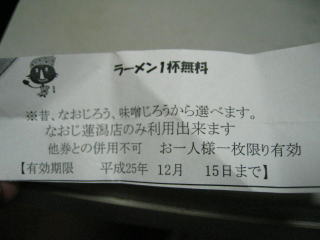 ラーメン1杯無料
※昔、なおじろう、味噌じろうから選べます。
なおじ蓮潟店のみ利用出来ます
他券との併用不可 お一人様一枚限り有効
【有効期限 平成25年 12月 15日まで】